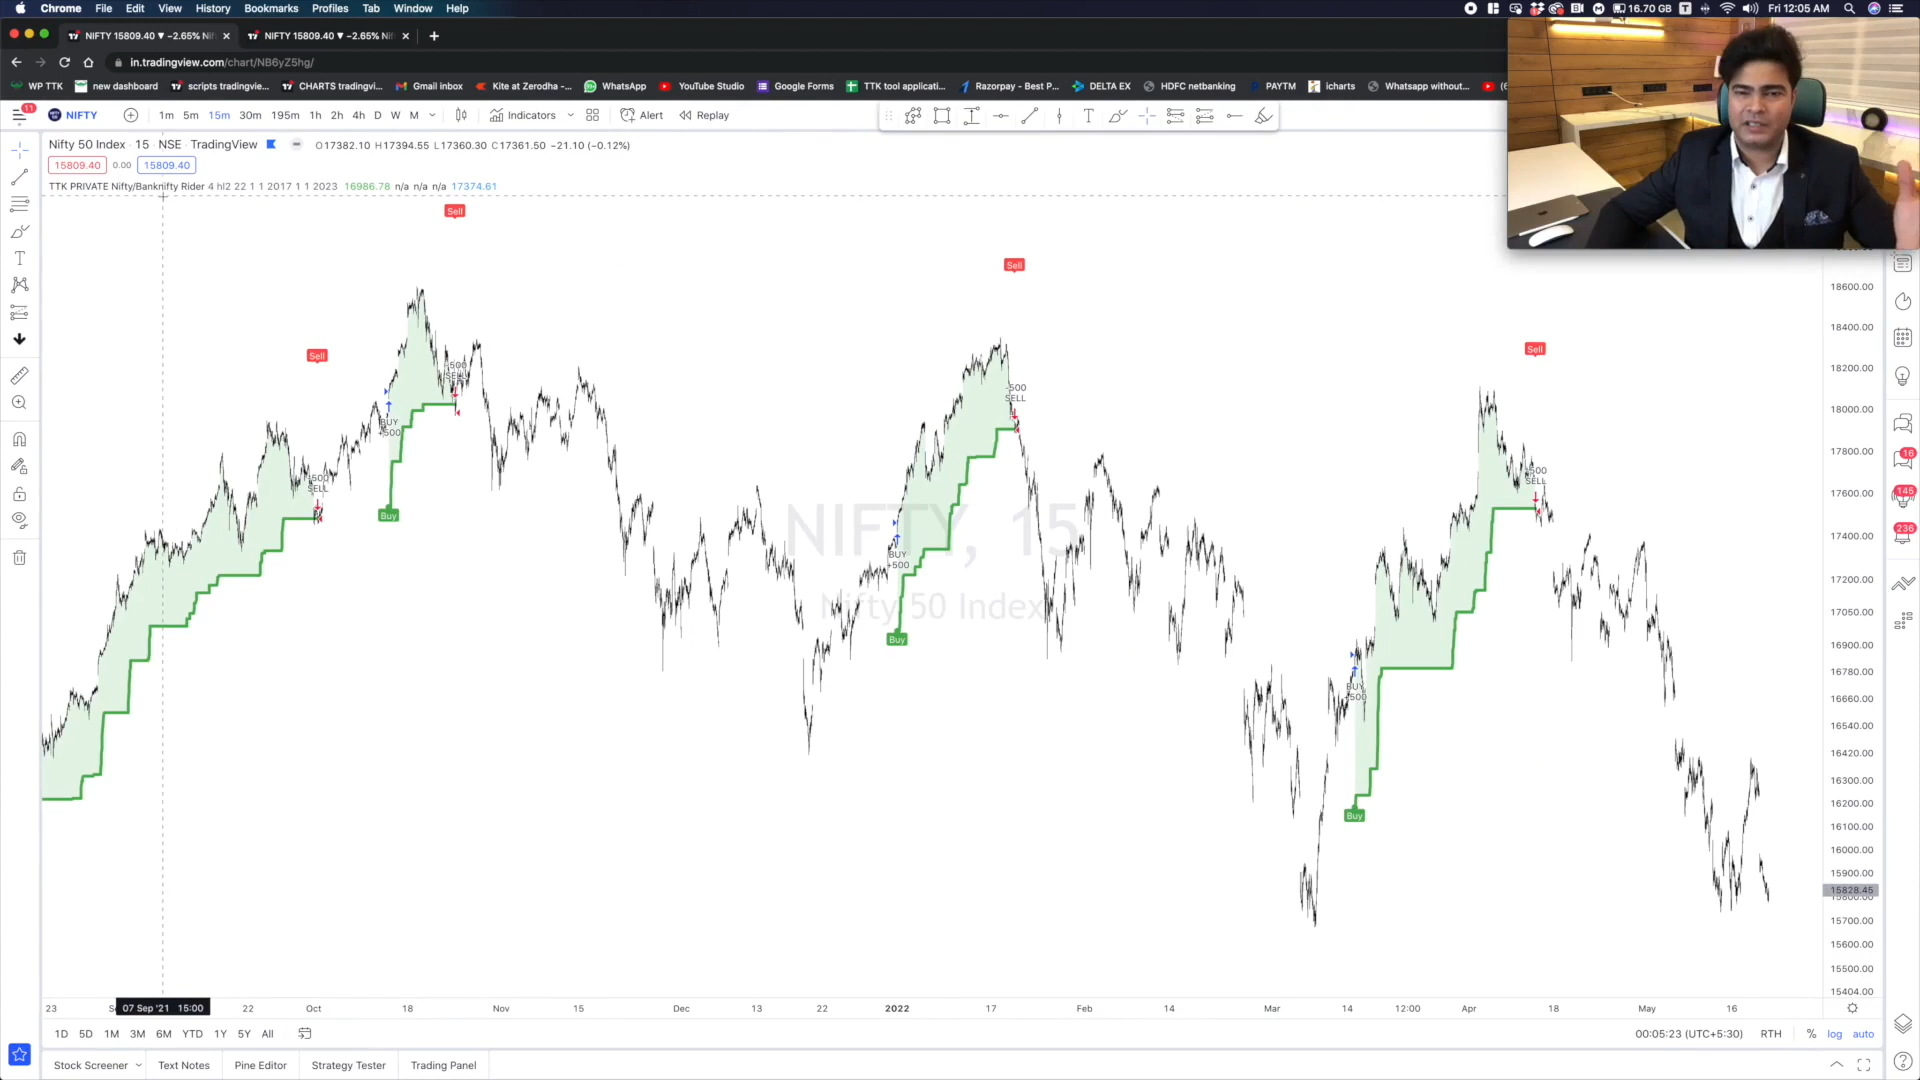 Chrome File Edit View History Bookmarks Profiles Tab Window Help 16.70 GB Fri 12:05 AM
NIFTY 15809.40 ▼ −2.65% Nif NIFTY 15809.40 ▼ −2.65% Nif
in.tradingview.com/chart/NB6yZ5hg/
WP TTK new dashboard scripts tradingvie... CHARTS tradingvi... Gmail inbox Kite at Zerodha -... WhatsApp YouTube Studio Google Forms TTK tool applicati... Razorpay - Best P... DELTA EX HDFC netbanking PAYTM Icharts Whatsapp without...
11 NIFTY 1m 5m 15m 30m 195m 1h 2h 4h D W M Indicators Alert Replay
Nifty 50 Index · 15 · NSE · TradingView O17382.10 H17394.55 L17360.30 C17361.50 −21.10 (−0.12%)
15809.40 0.00 15809.40
TTK PRIVATE Nifty/Banknifty Rider 4 hl2 22 1 1 2017 1 1 2023 16986.78 n/a n/a n/a 17374.61
Sell
Sell
Sell
Sell
-500
SELL
-500
SELL
SELL
SELL
BUY
+500
BUY
+500
BUY
+500
Buy
Buy
Buy
NIFTY, 15
Nifty 50 Index
18600.00
18400.00
18200.00
18000.00
17800.00
17600.00
17400.00
17200.00
17050.00
16900.00
16780.00
16660.00
16540.00
16420.00
16300.00
16200.00
16100.00
16000.00
15900.00
15828.45
15800.00
15700.00
15600.00
15500.00
15404.00
16
145
236
23 07 Sep '21 15:00 22 Oct 18 Nov 15 Dec 13 22 2022 17 Feb 14 Mar 14 12:00 Apr 18 May 16
1D 5D 1M 3M 6M YTD 1Y 5Y All 00:05:23 (UTC+5:30) RTH % log auto
Stock Screener Text Notes Pine Editor Strategy Tester Trading Panel